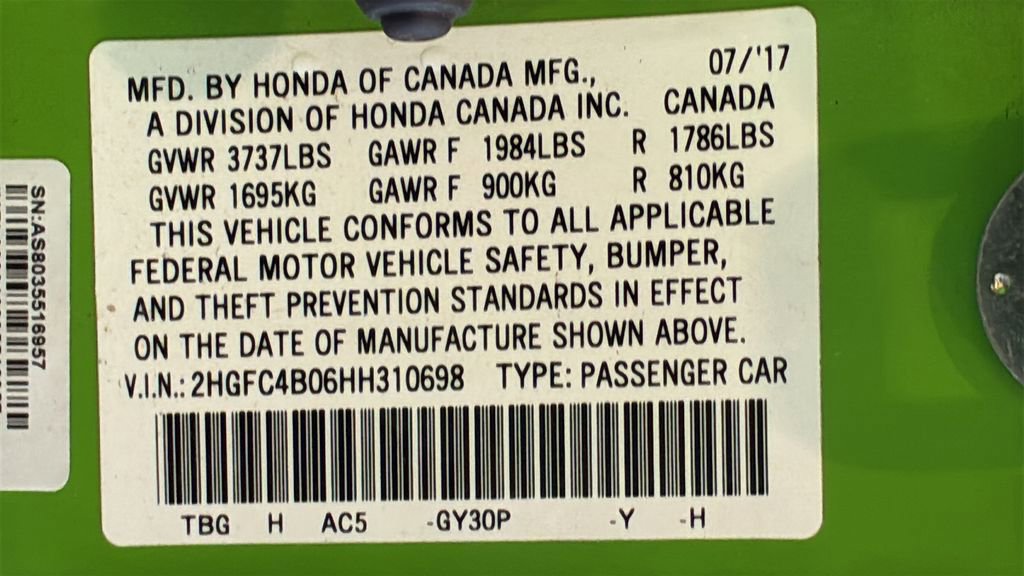 07/'17
MFD. BY HONDA OF CANADA MFG.,
A DIVISION OF HONDA CANADA INC. CANADA
GVWR 3737LBS GAWR F 1984LBS R 1786LBS
GVWR 1695KG GAWR F 900KG R 810KG
THIS VEHICLE CONFORMS TO ALL APPLICABLE
FEDERAL MOTOR VEHICLE SAFETY, BUMPER,
AND THEFT PREVENTION STANDARDS IN EFFECT
ON THE DATE OF MANUFACTURE SHOWN ABOVE.
V.I.N.: 2HGFC4B06HH310698 TYPE: PASSENGER CAR
TBG H AC5 -GY30P -Y -H
SN:AS8035516957